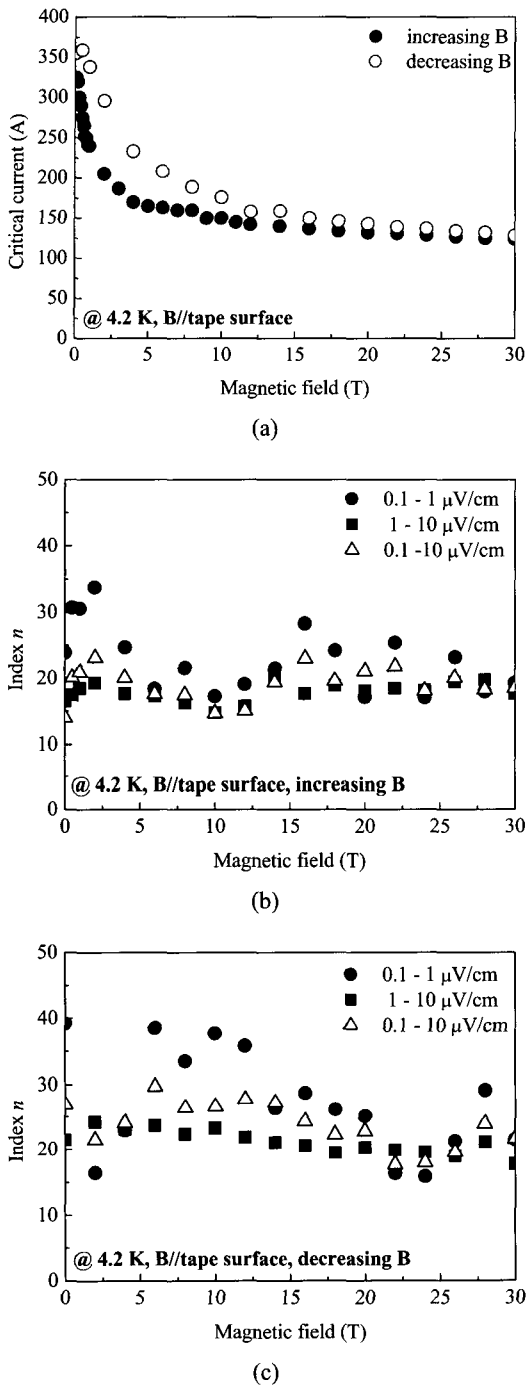 400
350
300
250
200
150
100
50
0
Critical current (A)
increasing B
decreasing B
@ 4.2 K, B//tape surface
0 5 10 15 20 25 30
Magnetic field (T)
(a)
50
40
30
20
10
0
Index n
0.1 - 1 μV/cm
1 - 10 μV/cm
0.1 -10 μV/cm
@ 4.2 K, B//tape surface, increasing B
0 5 10 15 20 25 30
Magnetic field (T)
(b)
50
40
30
20
10
0
Index n
0.1 - 1 μV/cm
1 - 10 μV/cm
0.1 - 10 μV/cm
@ 4.2 K, B//tape surface, decreasing B
0 5 10 15 20 25 30
Magnetic field (T)
(c)